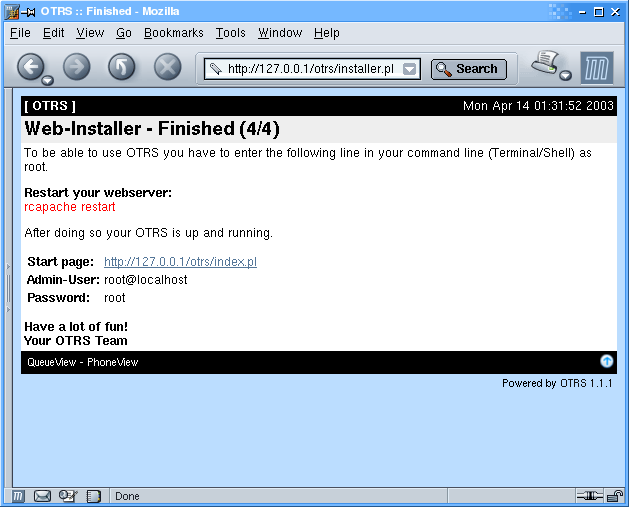 OTRS :: Finished - Mozilla
File Edit View Go Bookmarks Tools Window Help
http://127.0.0.1/otrs/installer.pl Search
[ OTRS ] Mon Apr 14 01:31:52 2003
Web-Installer - Finished (4/4)
To be able to use OTRS you have to enter the following line in your command line (Terminal/Shell) as
root.
Restart your webserver:
rcapache restart
After doing so your OTRS is up and running.
Start page: http://127.0.0.1/otrs/index.pl
Admin-User: root@localhost
Password: root
Have a lot of fun!
Your OTRS Team
QueueView - PhoneView
Powered by OTRS 1.1.1
Done